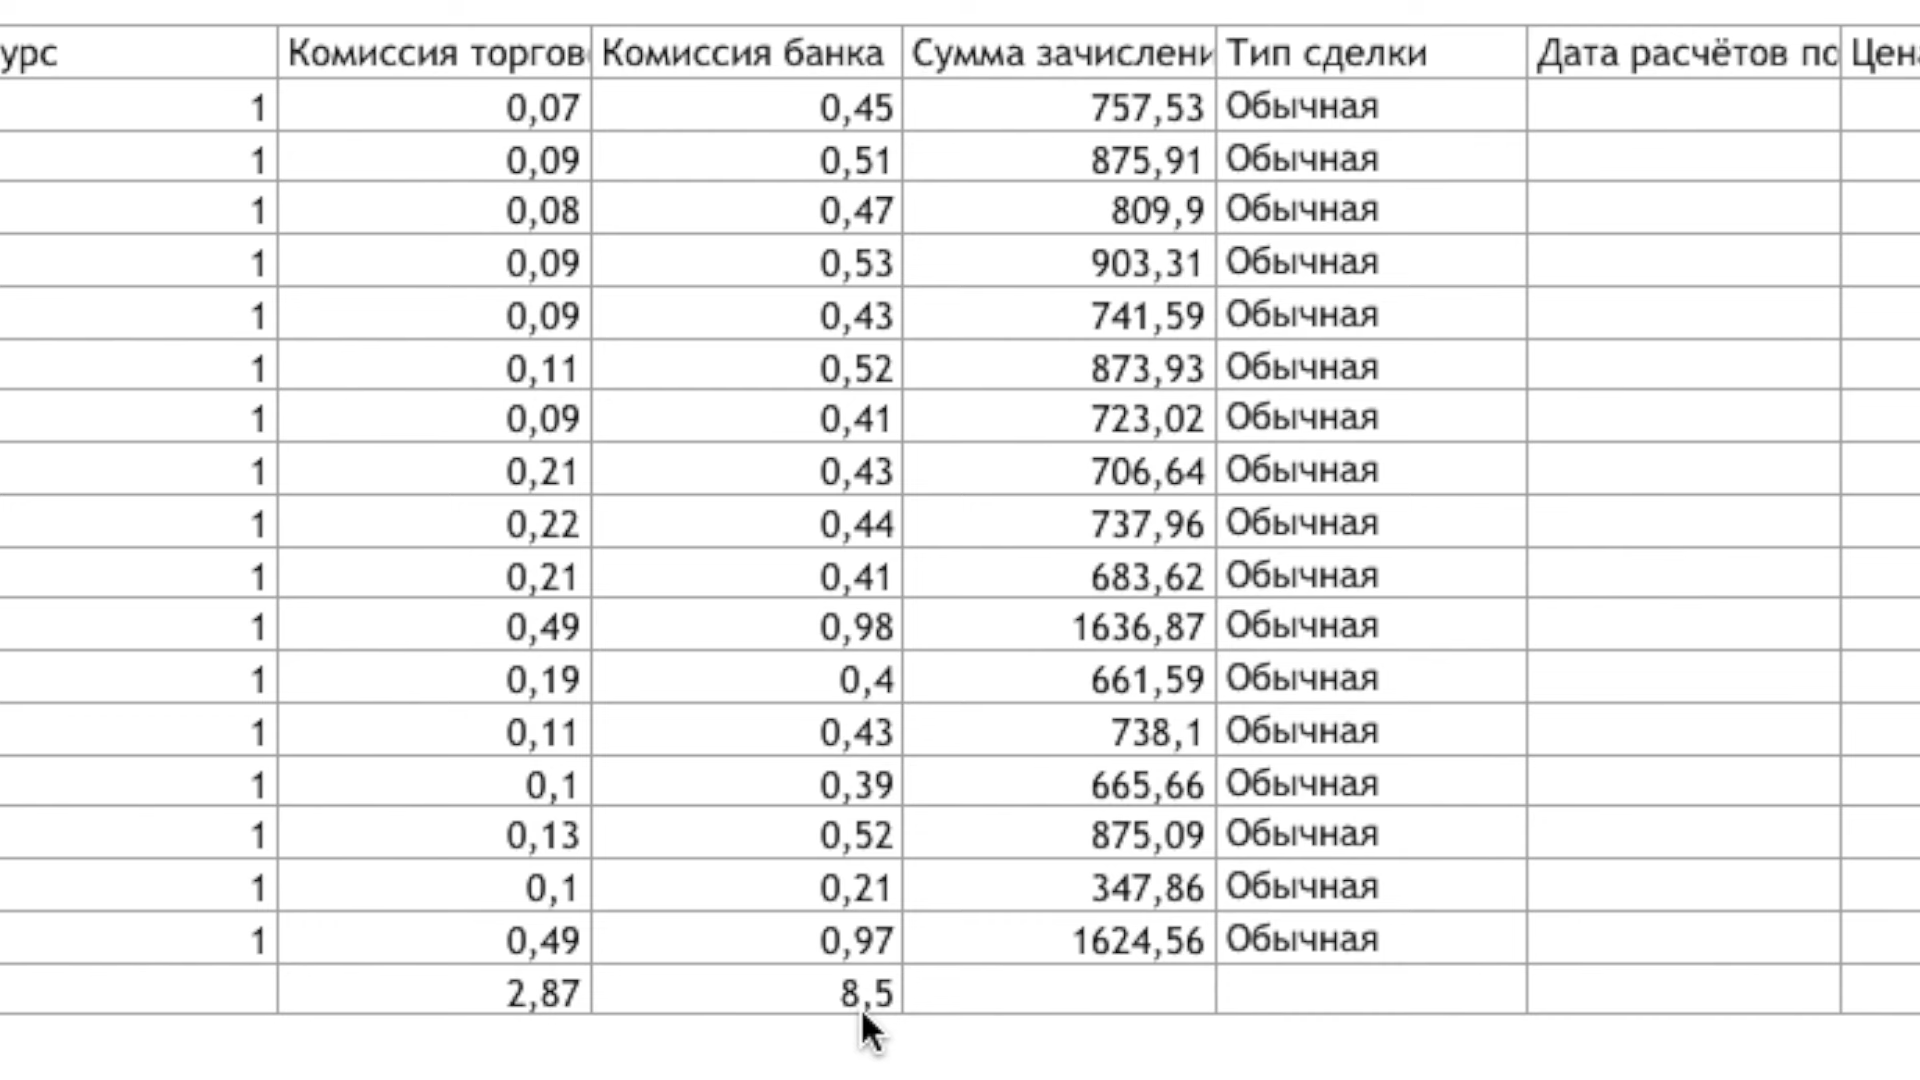 урс Комиссия торгов Комиссия банка Сумма зачислени Тип сделки Дата расчётов по Цена
1 0,07 0,45 757,53 Обычная
1 0,09 0,51 875,91 Обычная
1 0,08 0,47 809,9 Обычная
1 0,09 0,53 903,31 Обычная
1 0,09 0,43 741,59 Обычная
1 0,11 0,52 873,93 Обычная
1 0,09 0,41 723,02 Обычная
1 0,21 0,43 706,64 Обычная
1 0,22 0,44 737,96 Обычная
1 0,21 0,41 683,62 Обычная
1 0,49 0,98 1636,87 Обычная
1 0,19 0,4 661,59 Обычная
1 0,11 0,43 738,1 Обычная
1 0,1 0,39 665,66 Обычная
1 0,13 0,52 875,09 Обычная
1 0,1 0,21 347,86 Обычная
1 0,49 0,97 1624,56 Обычная
2,87 8,5